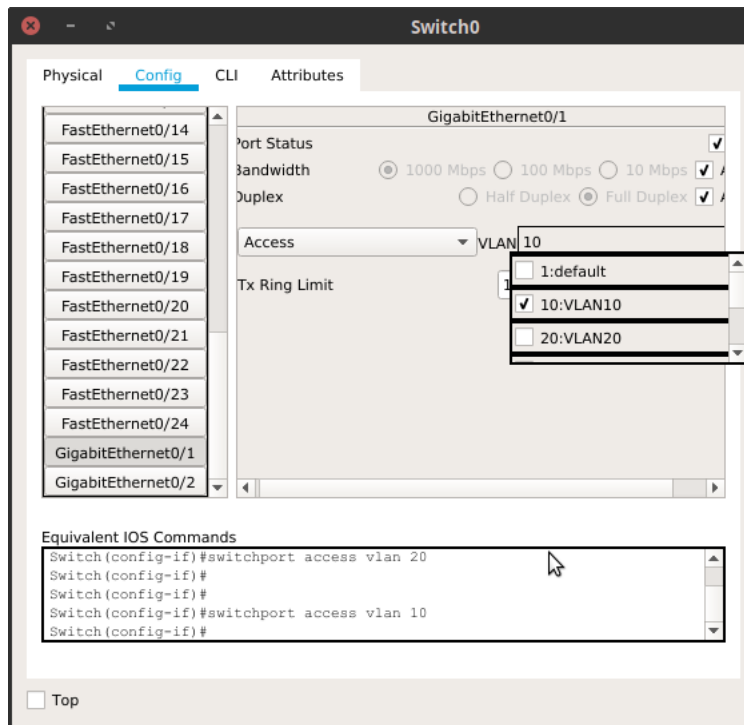 Switch0
Physical Config CLI Attributes
FastEthernet0/14
FastEthernet0/15
FastEthernet0/16
FastEthernet0/17
FastEthernet0/18
FastEthernet0/19
FastEthernet0/20
FastEthernet0/21
FastEthernet0/22
FastEthernet0/23
FastEthernet0/24
GigabitEthernet0/1
GigabitEthernet0/2
GigabitEthernet0/1
Port Status
Bandwidth 1000 Mbps 100 Mbps 10 Mbps
Duplex Half Duplex Full Duplex
Access VLAN 10
1:default
10:VLAN10
20:VLAN20
Tx Ring Limit
Equivalent IOS Commands
Switch(config-if)#switchport access vlan 20
Switch(config-if)#
Switch(config-if)#
Switch(config-if)#switchport access vlan 10
Switch(config-if)#
Top